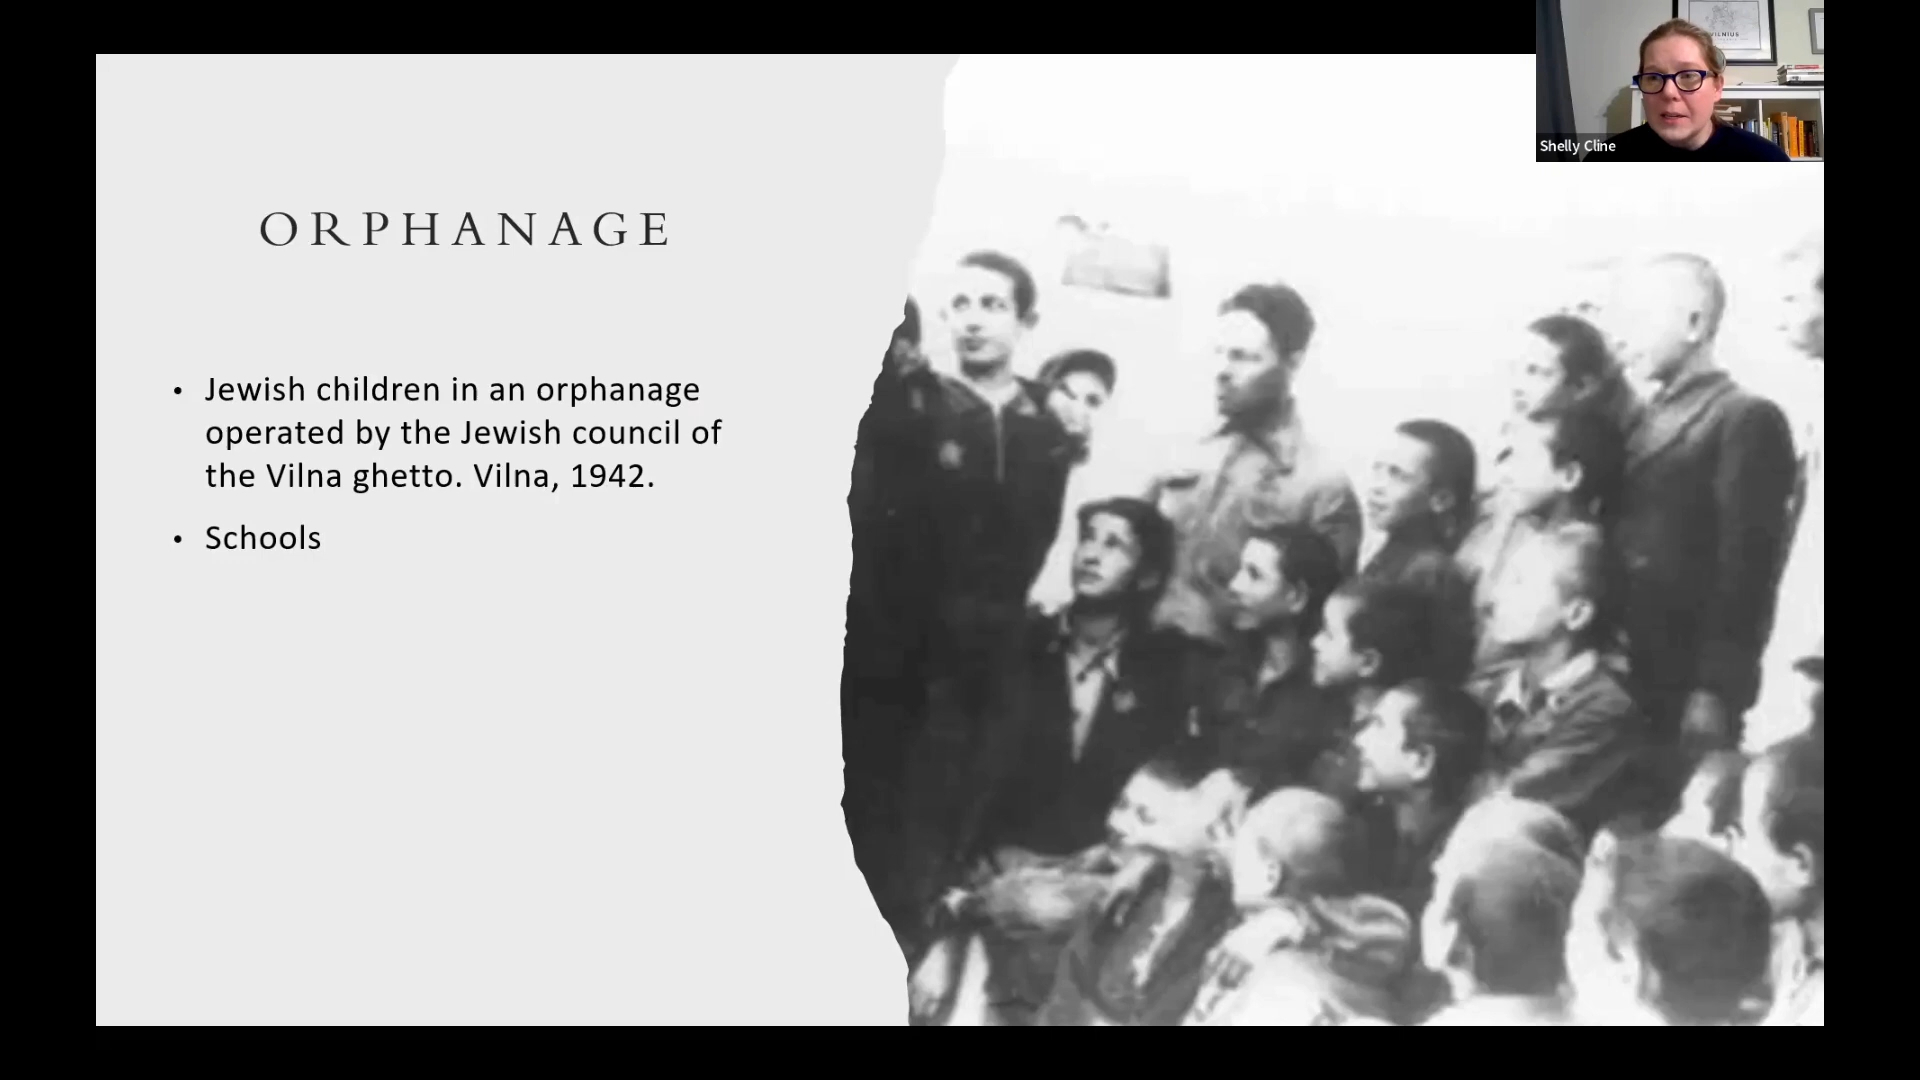 VILNIUS
Shelly Cline
ORPHANAGE
• Jewish children in an orphanage
operated by the Jewish council of
the Vilna ghetto. Vilna, 1942.
• Schools